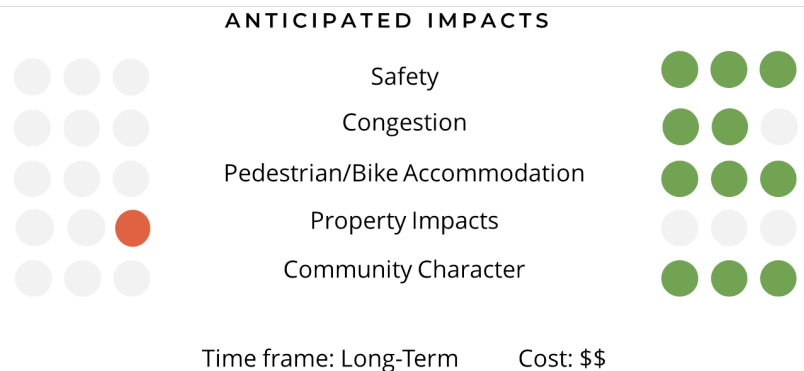 ANTICIPATED IMPACTS
Safety
Congestion
Pedestrian/Bike Accommodation
Property Impacts
Community Character
Time frame: Long-Term Cost: $$